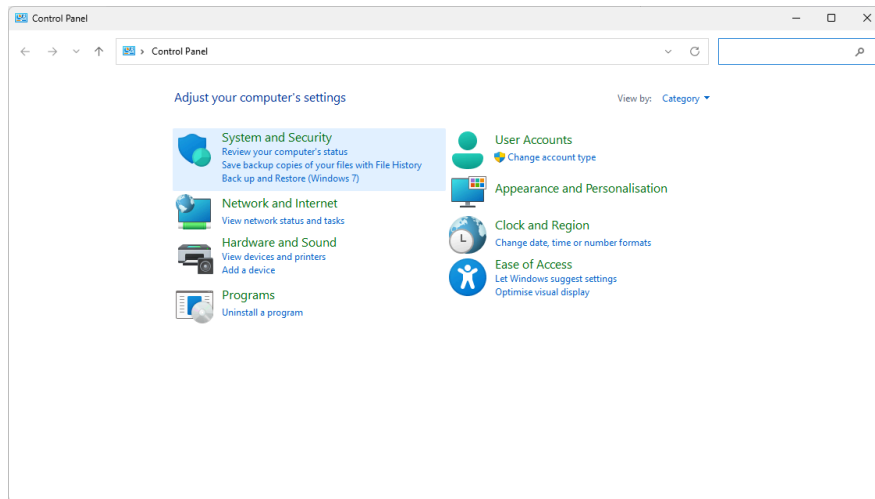 Control Panel
Control Panel
Adjust your computer's settings
View by: Category
System and Security
Review your computer's status
Save backup copies of your files with File History
Back up and Restore (Windows 7)
Network and Internet
View network status and tasks
Hardware and Sound
View devices and printers
Add a device
Programs
Uninstall a program
User Accounts
Change account type
Appearance and Personalisation
Clock and Region
Change date, time or number formats
Ease of Access
Let Windows suggest settings
Optimise visual display